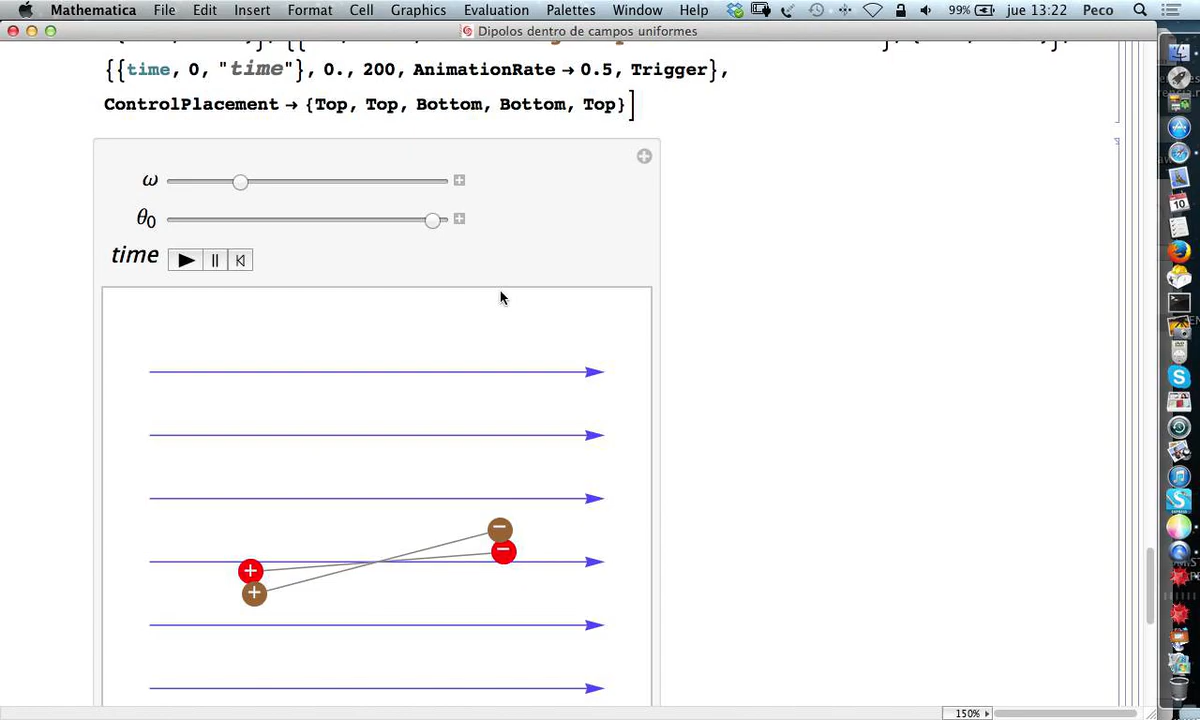 Mathematica File Edit Insert Format Cell Graphics Evaluation Palettes Window Help 99% jue 13:22 Peco
Dipolos dentro de campos uniformes
{{time, 0, "time"}, 0., 200, AnimationRate → 0.5, Trigger},
ControlPlacement → {Top, Top, Bottom, Bottom, Top}]
ω
θ0
time
−
−
+
+
150%